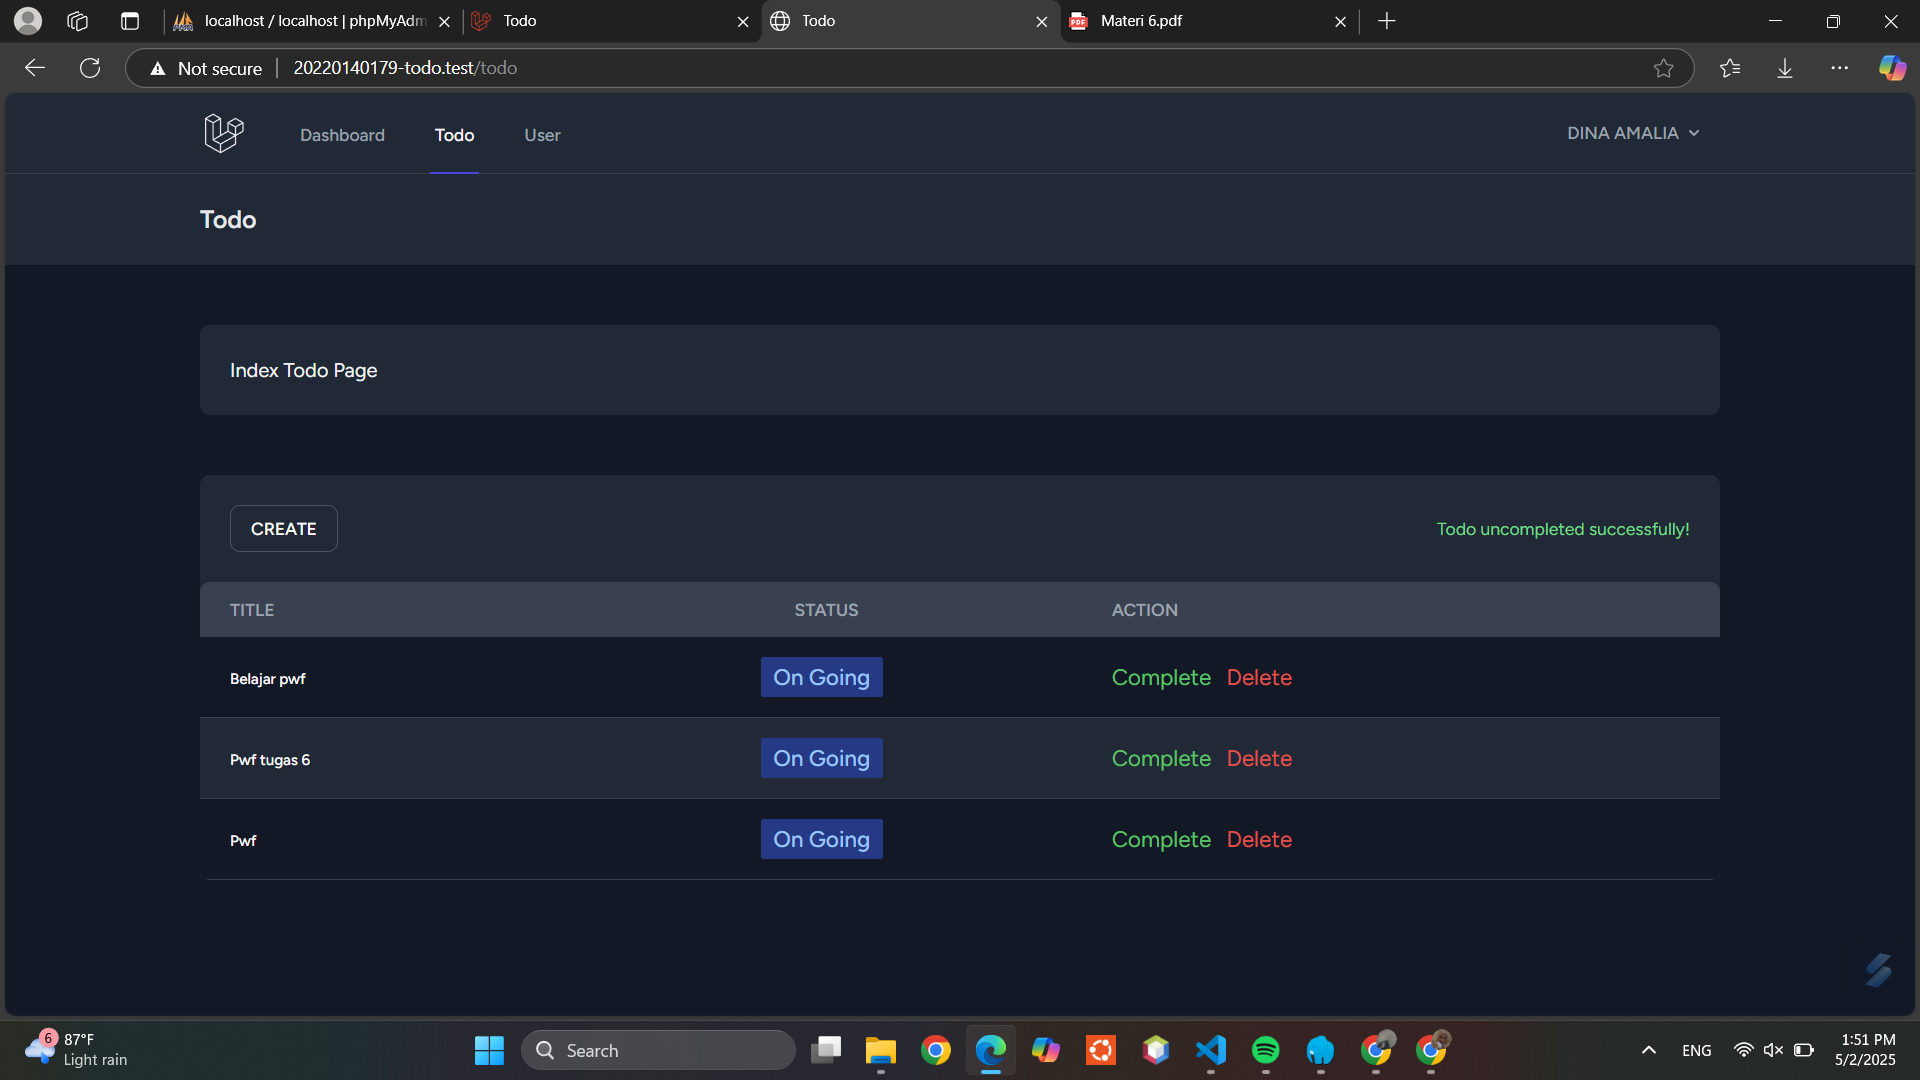 localhost / localhost | phpMyAdm
Todo
Todo
Materi 6.pdf
Not secure
20220140179-todo.test/todo
Dashboard
Todo
User
DINA AMALIA
Todo
Index Todo Page
CREATE
Todo uncompleted successfully!
TITLE STATUS ACTION
Belajar pwf On Going Complete Delete
Pwf tugas 6 On Going Complete Delete
Pwf On Going Complete Delete
6
87°F
Light rain
Search
ENG
1:51 PM
5/2/2025